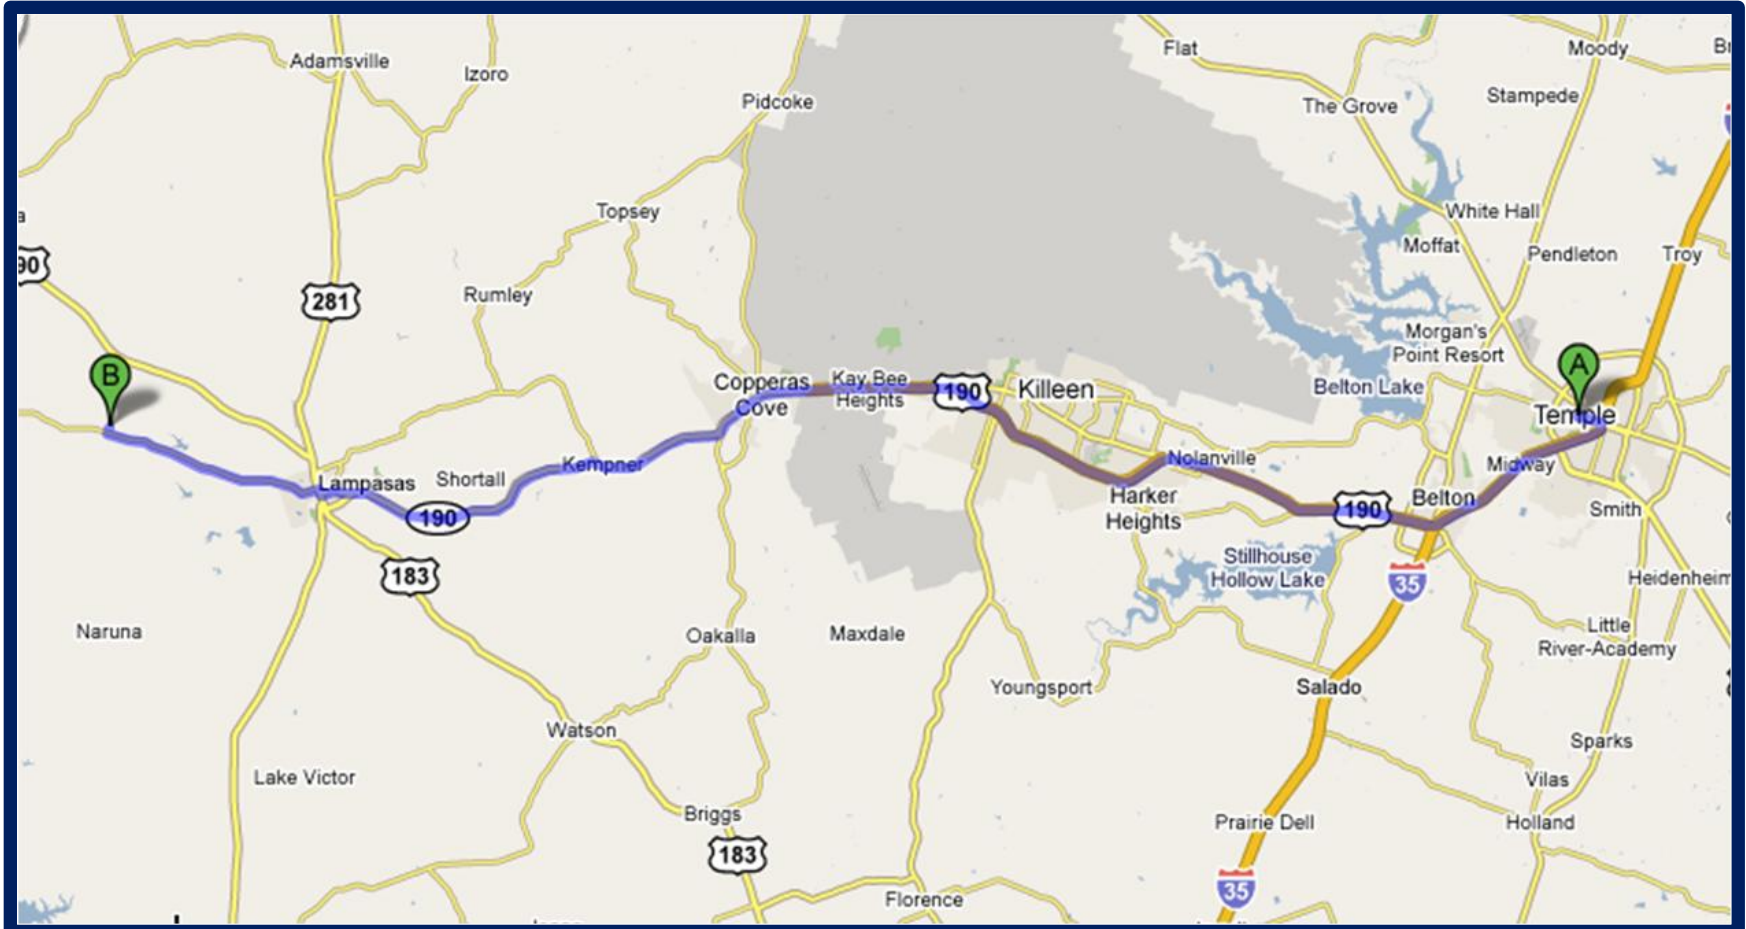 Flat
Moody
Adamsville
Izoro
Stampede
Pidcoke
The Grove
Topsey
White Hall
Moffat
Pendleton
Troy
90
281
Rumley
Morgan's
Point Resort
B
A
Copperas
Cove
Kay Bee
Heights
190
Killeen
Belton Lake
Temple
Kempner
Nolanville
Midway
Lampasas
Shortall
190
Harker
Heights
190
Belton
Smith
Stillhouse
Hollow Lake
183
35
Heidenheim
Naruna
Oakalla
Maxdale
Little
River-Academy
Youngsport
Salado
Watson
Sparks
Lake Victor
Vilas
Briggs
Prairie Dell
Holland
183
35
Florence